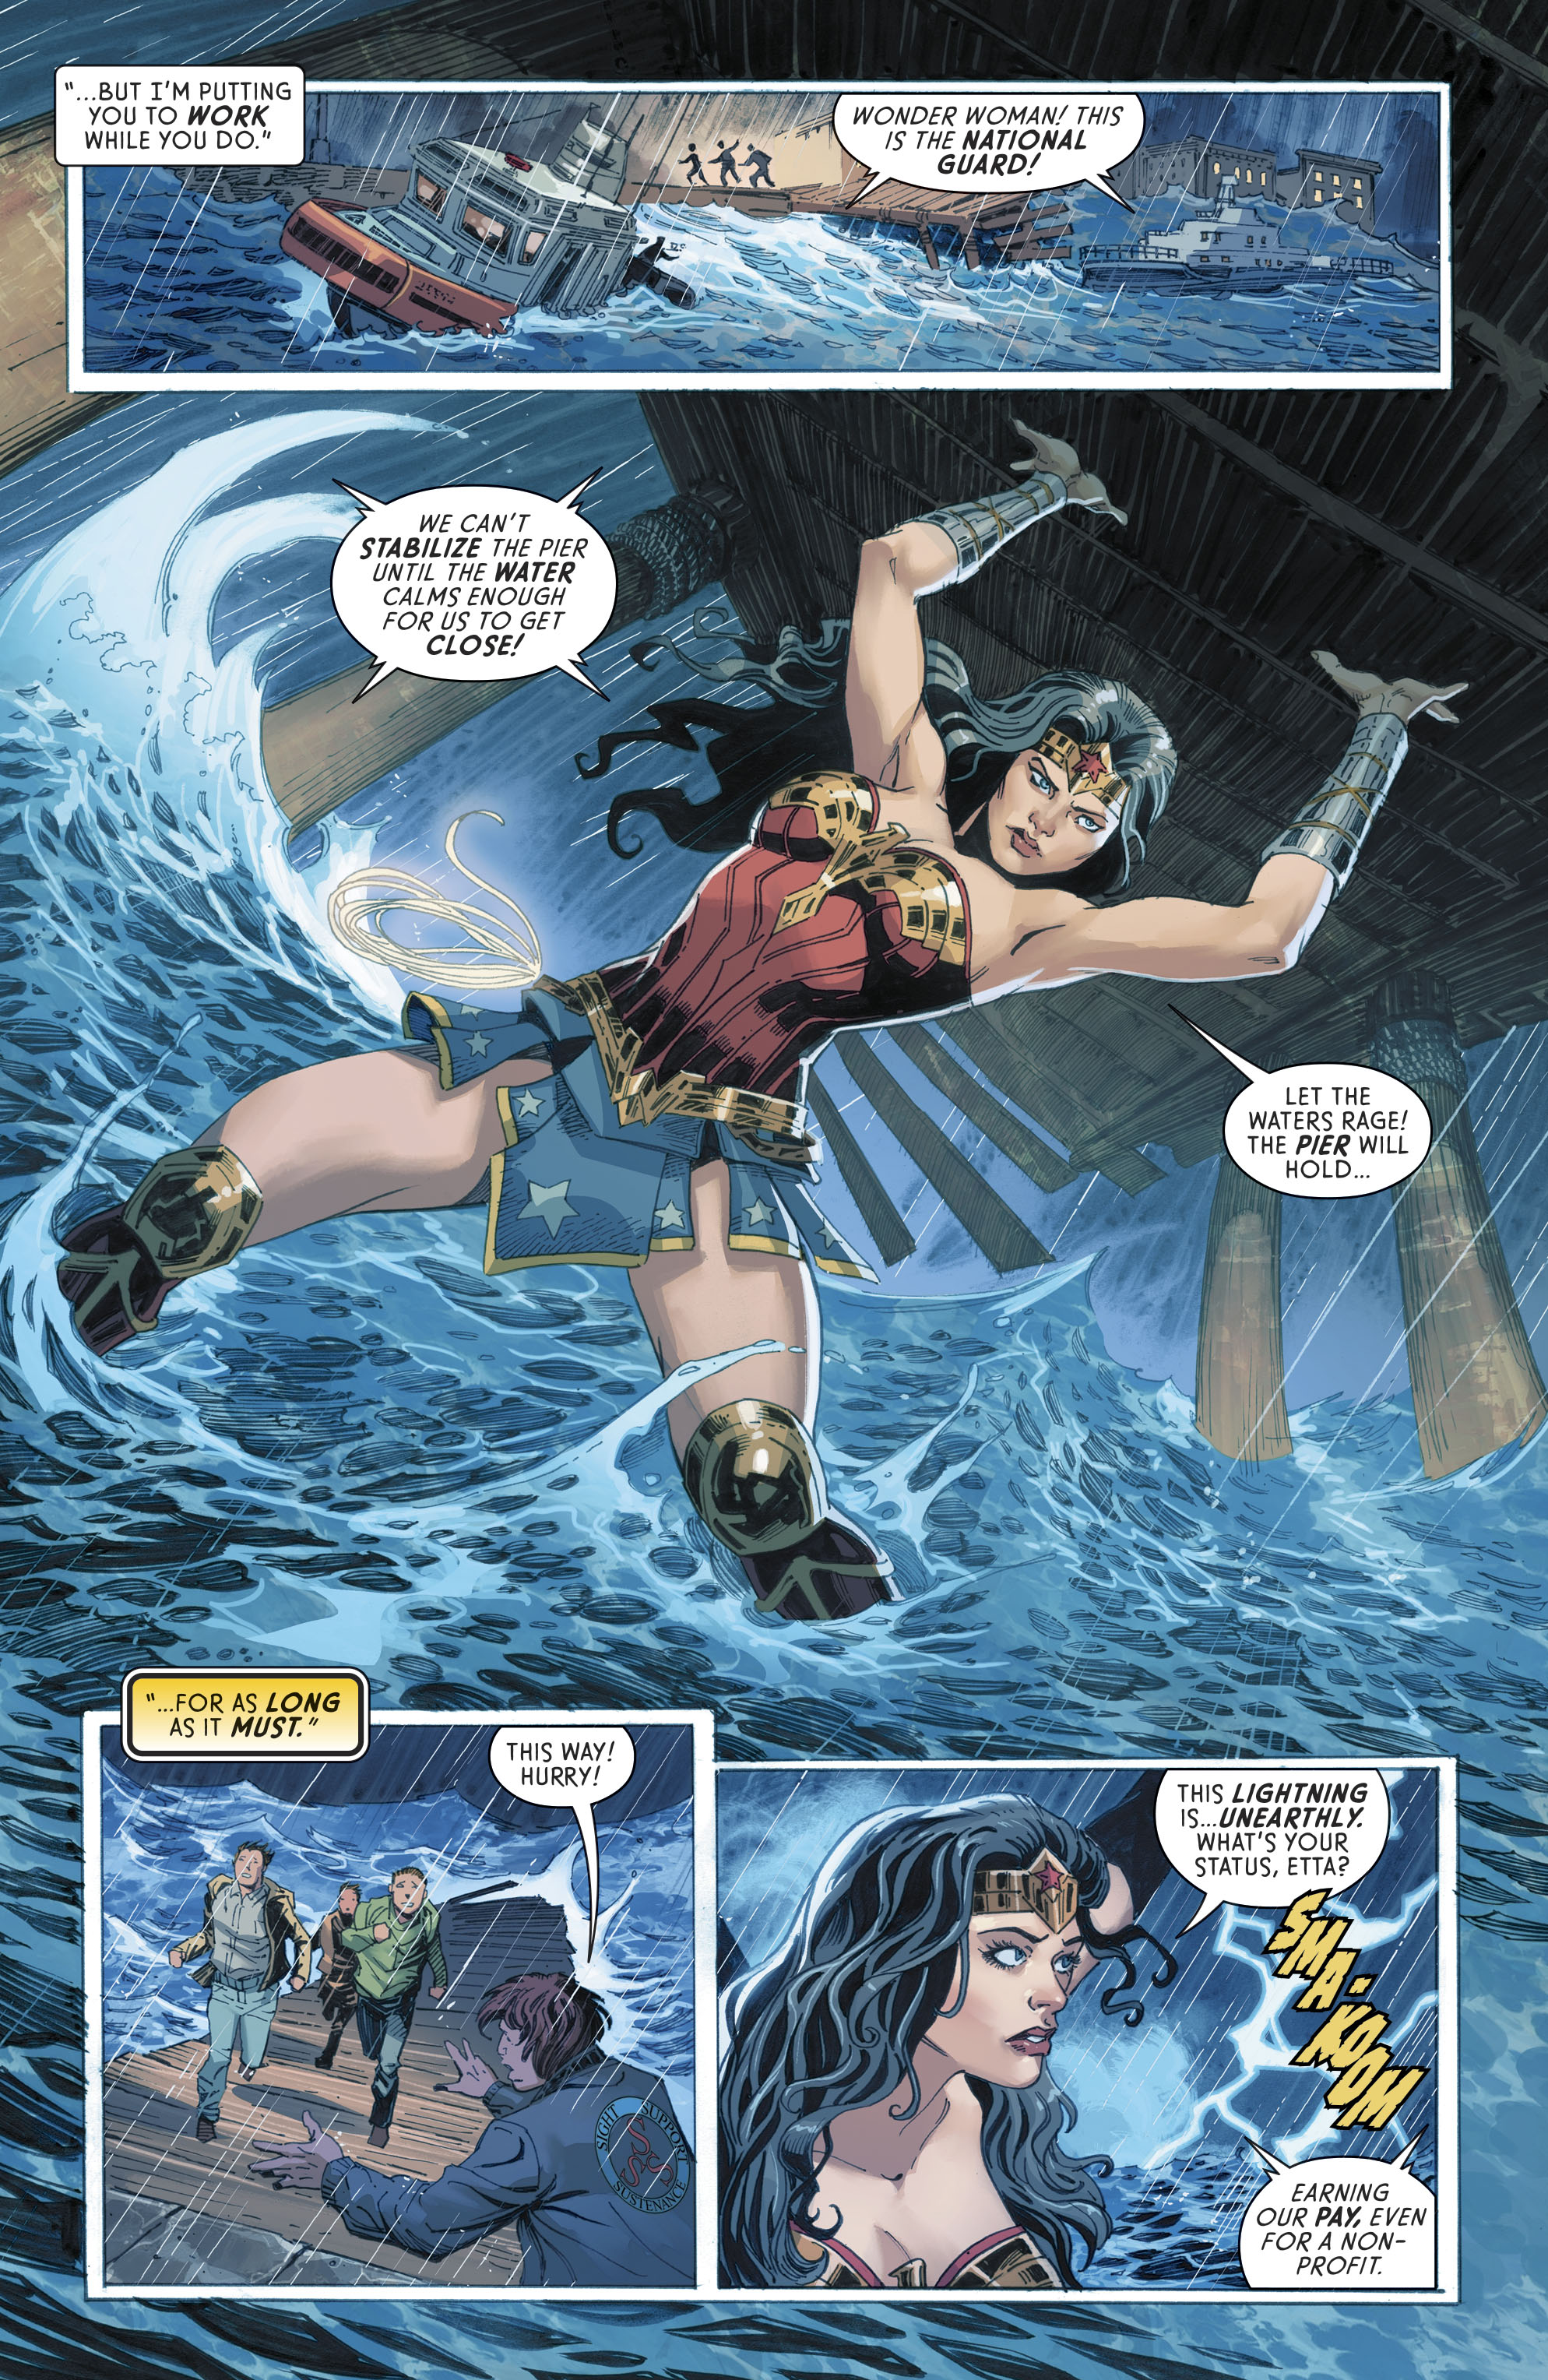 "...BUT I'M PUTTING
YOU TO WORK
WHILE YOU DO."
WONDER WOMAN! THIS
IS THE NATIONAL
GUARD!
WE CAN'T
STABILIZE THE PIER
UNTIL THE WATER
CALMS ENOUGH
FOR US TO GET
CLOSE!
LET THE
WATERS RAGE!
THE PIER WILL
HOLD...
"...FOR AS LONG
AS IT MUST."
THIS WAY!
HURRY!
SIGHT SUPPORT
SUSTENANCE
SSS
THIS LIGHTNING
IS...UNEARTHLY.
WHAT'S YOUR
STATUS, ETTA?
SMA-
KOOM
EARNING
OUR PAY, EVEN
FOR A NON-
PROFIT.